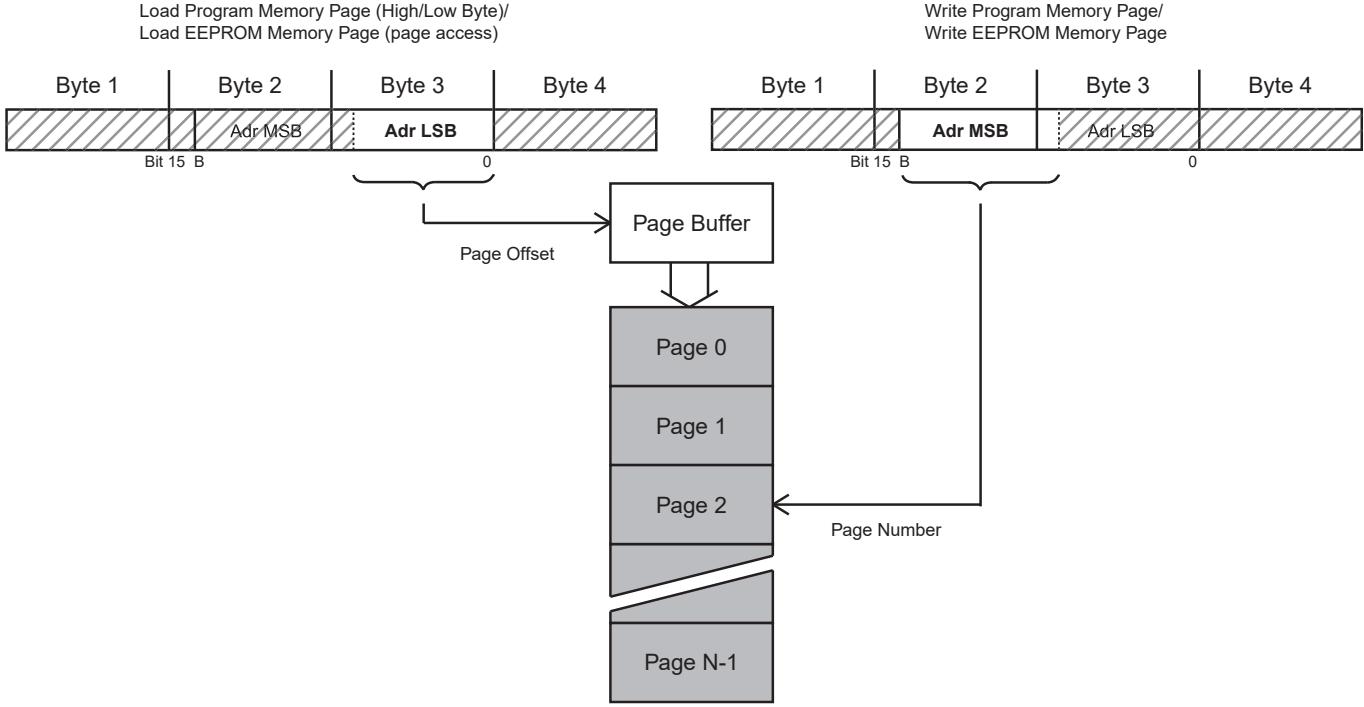 Load Program Memory Page (High/Low Byte)/
Load EEPROM Memory Page (page access)
Write Program Memory Page/
Write EEPROM Memory Page
Byte 1 Byte 2 Byte 3 Byte 4
Byte 1 Byte 2 Byte 3 Byte 4
Adr MSB Adr LSB
Adr MSB Adr LSB
Bit 15 B 0
Bit 15 B 0
Page Buffer
Page Offset
Page 0
Page 1
Page 2
Page Number
Page N-1